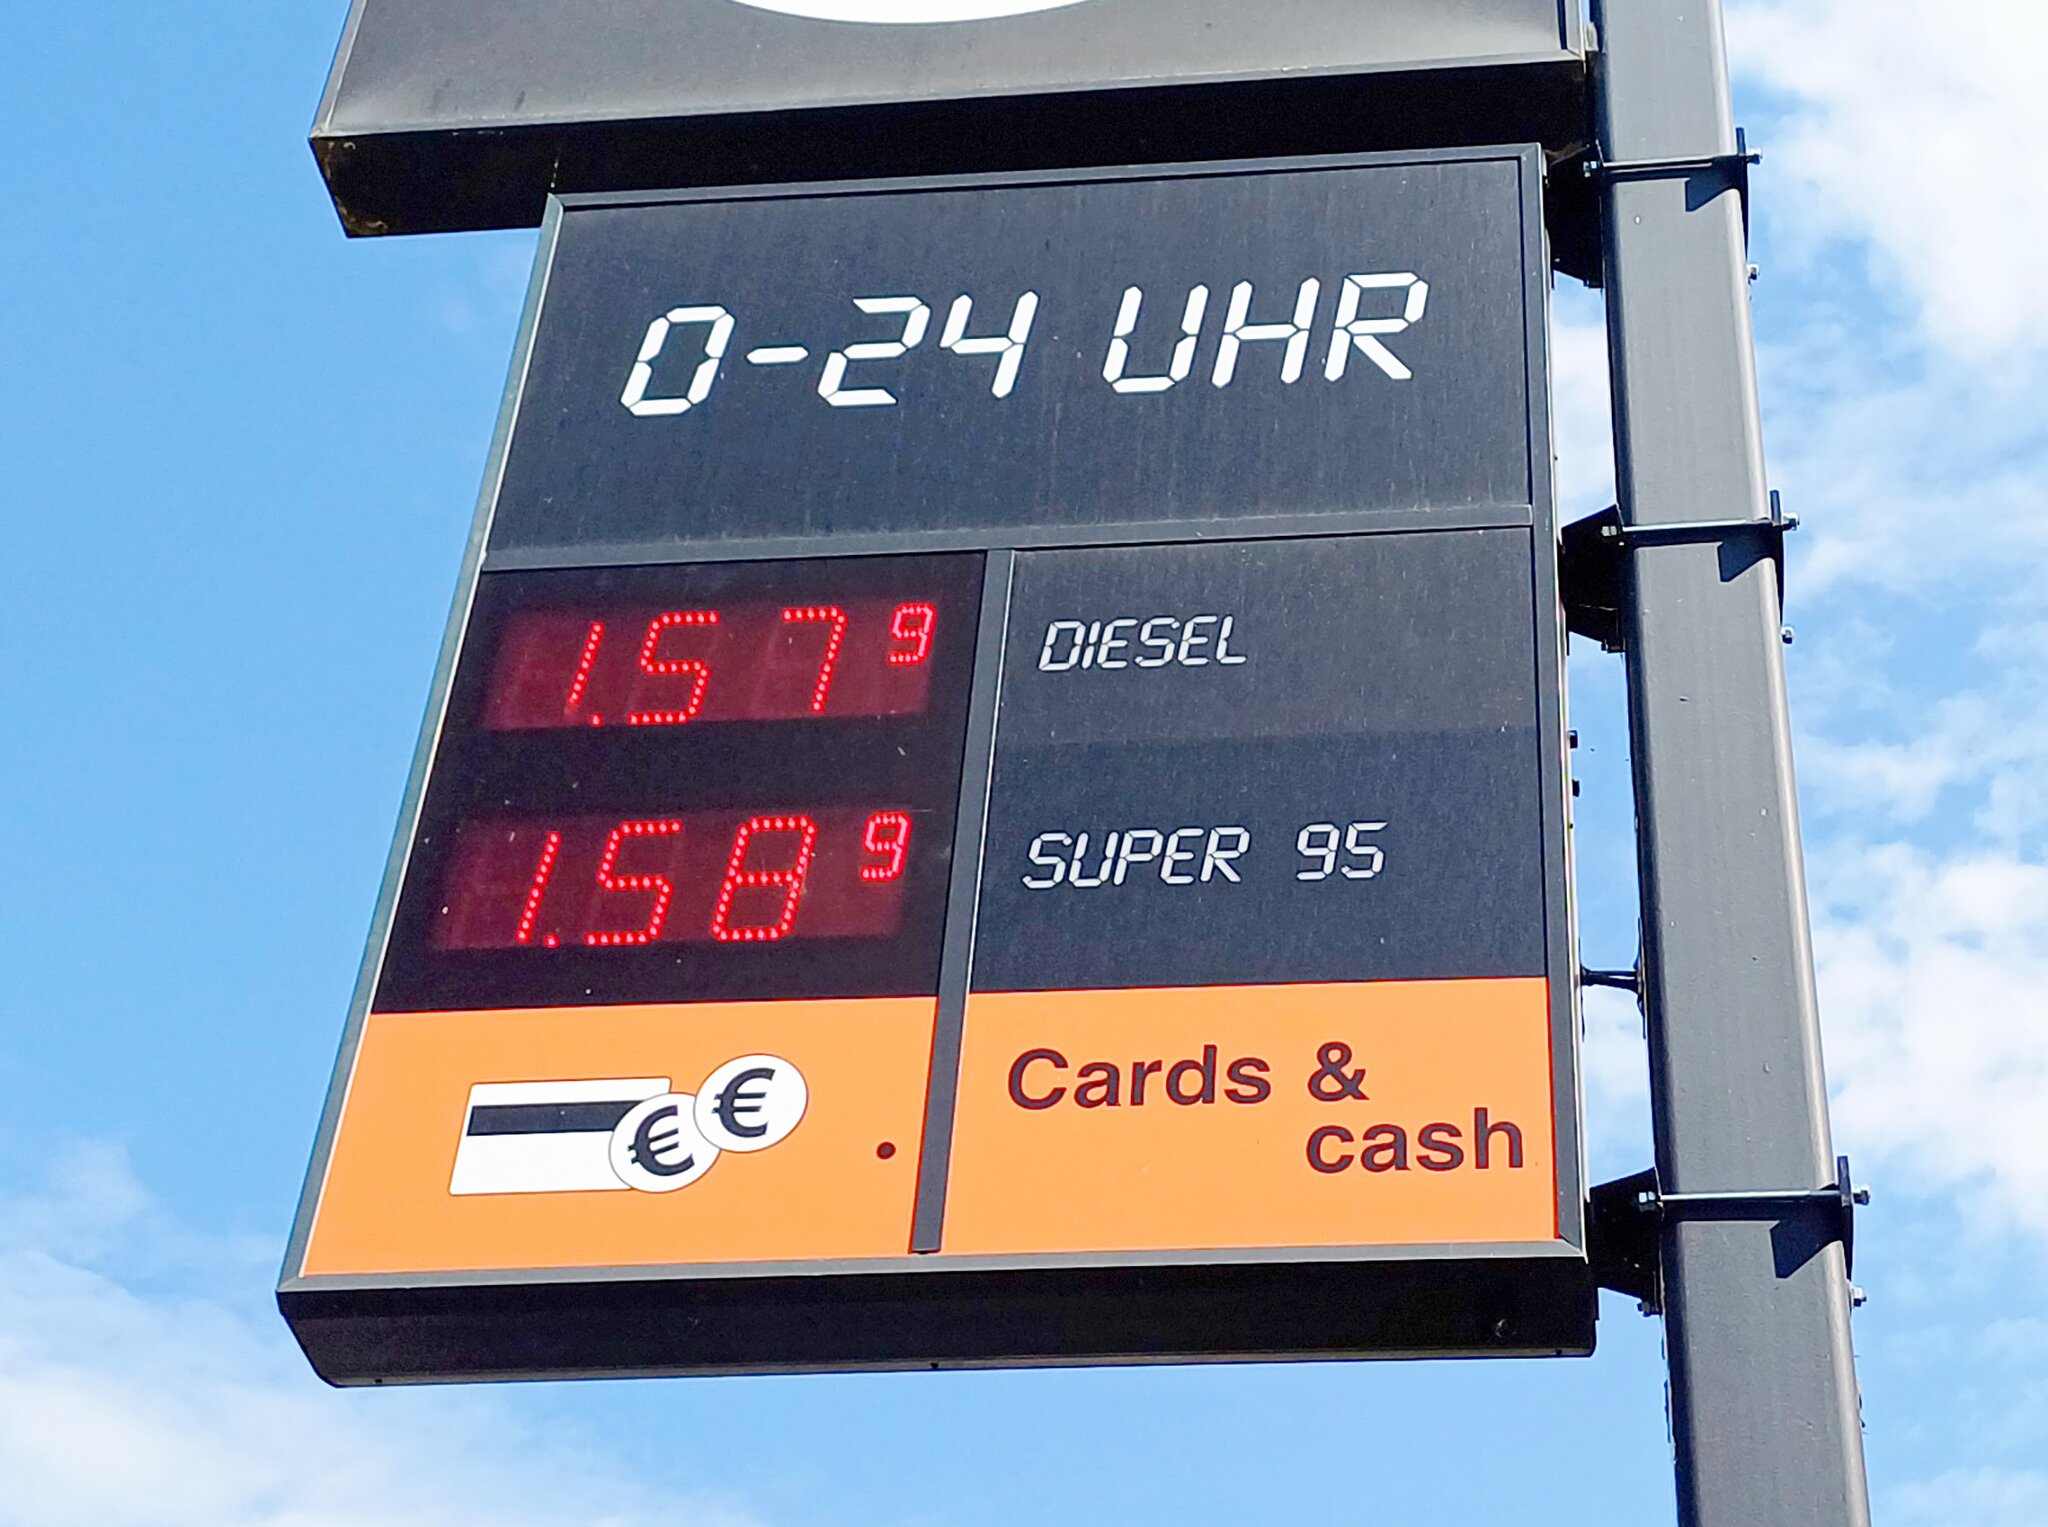 0-24 UHR
1.57⁹ DIESEL
1.58⁹ SUPER 95
€ € Cards &
cash